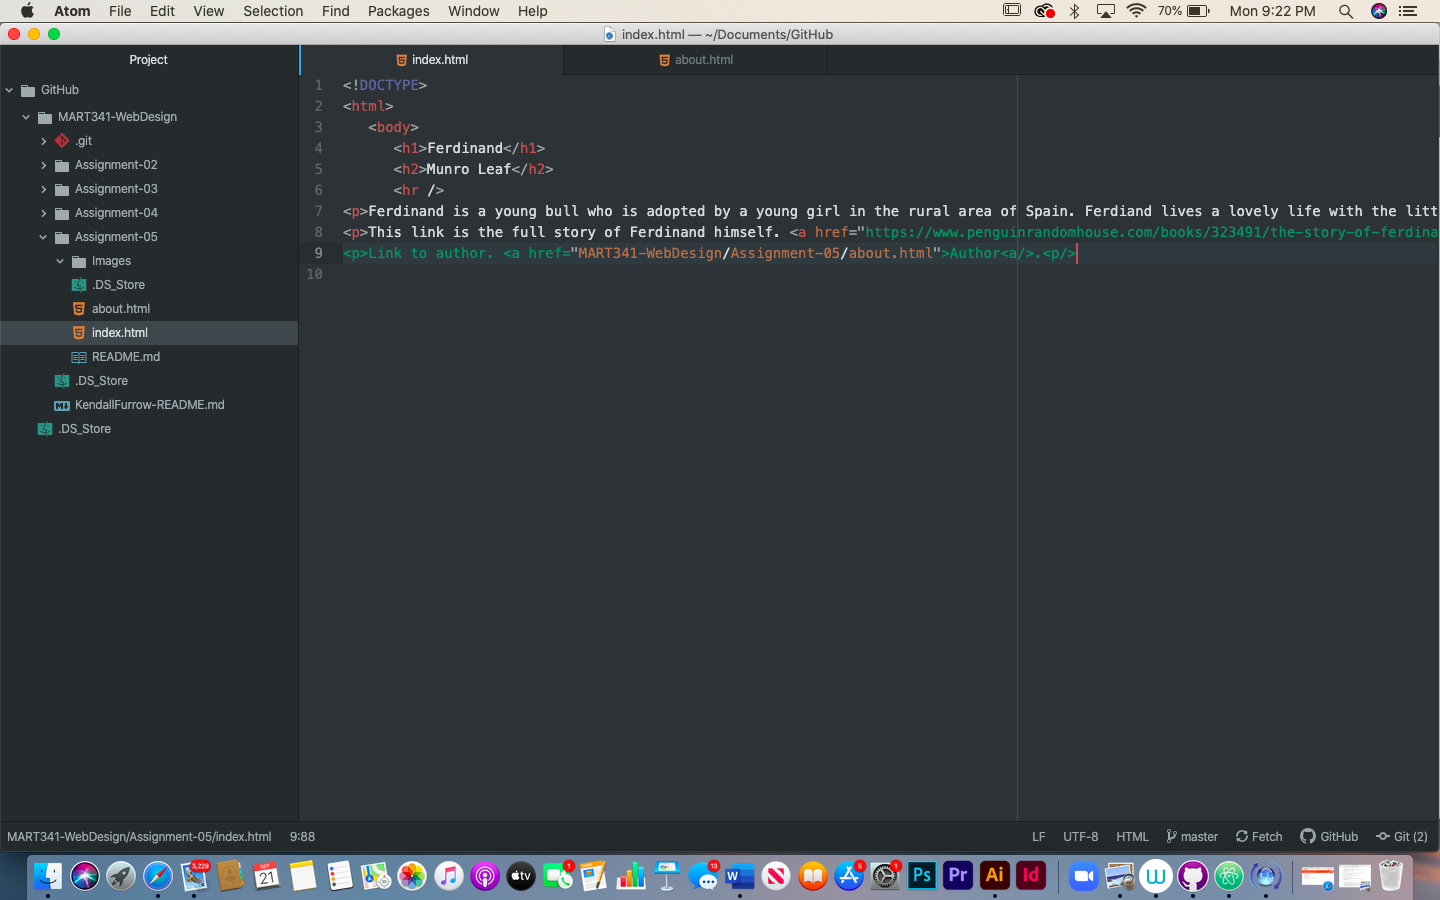 Atom File Edit View Selection Find Packages Window Help 70% Mon 9:22 PM
index.html — ~/Documents/GitHub
Project index.html about.html
GitHub
MART341-WebDesign
.git
Assignment-02
Assignment-03
Assignment-04
Assignment-05
Images
.DS_Store
about.html
index.html
README.md
.DS_Store
KendallFurrow-README.md
.DS_Store
1 <!DOCTYPE>
2 <html>
3 <body>
4 <h1>Ferdinand</h1>
5 <h2>Munro Leaf</h2>
6 <hr />
7 <p>Ferdinand is a young bull who is adopted by a young girl in the rural area of Spain. Ferdiand lives a lovely life with the litt
8 <p>This link is the full story of Ferdinand himself. <a href="https://www.penguinrandomhouse.com/books/323491/the-story-of-ferdina
9 <p>Link to author. <a href="MART341-WebDesign/Assignment-05/about.html">Author<a/>.<p/>
10
MART341-WebDesign/Assignment-05/index.html 9:88 LF UTF-8 HTML master Fetch GitHub Git (2)
3,229 SEP 21 tv 1 13 W 5 1 Ps Pr Ai Id W